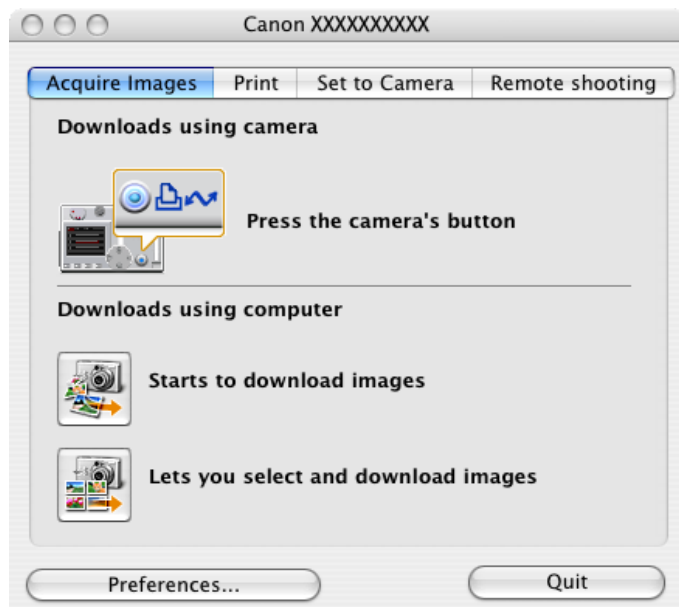 Canon XXXXXXXXXX
Acquire Images Print Set to Camera Remote shooting
Downloads using camera
Press the camera's button
Downloads using computer
Starts to download images
Lets you select and download images
Preferences... Quit